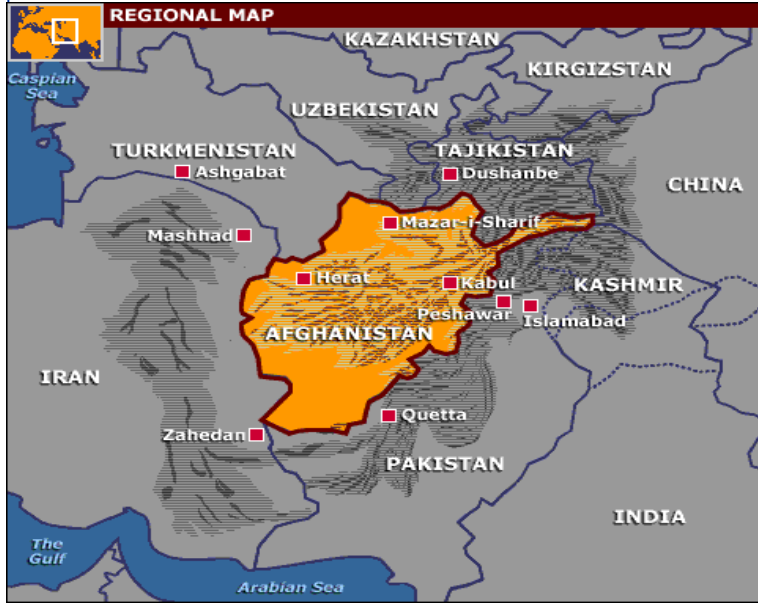 REGIONAL MAP
KAZAKHSTAN
KIRGIZSTAN
Caspian
Sea
UZBEKISTAN
TURKMENISTAN
TAJIKISTAN
Ashgabat
Dushanbe
CHINA
Mazar-i-Sharif
Mashhad
Herat
Kabul
KASHMIR
Peshawar
Islamabad
AFGHANISTAN
IRAN
Quetta
Zahedan
PAKISTAN
INDIA
The
Gulf
Arabian Sea